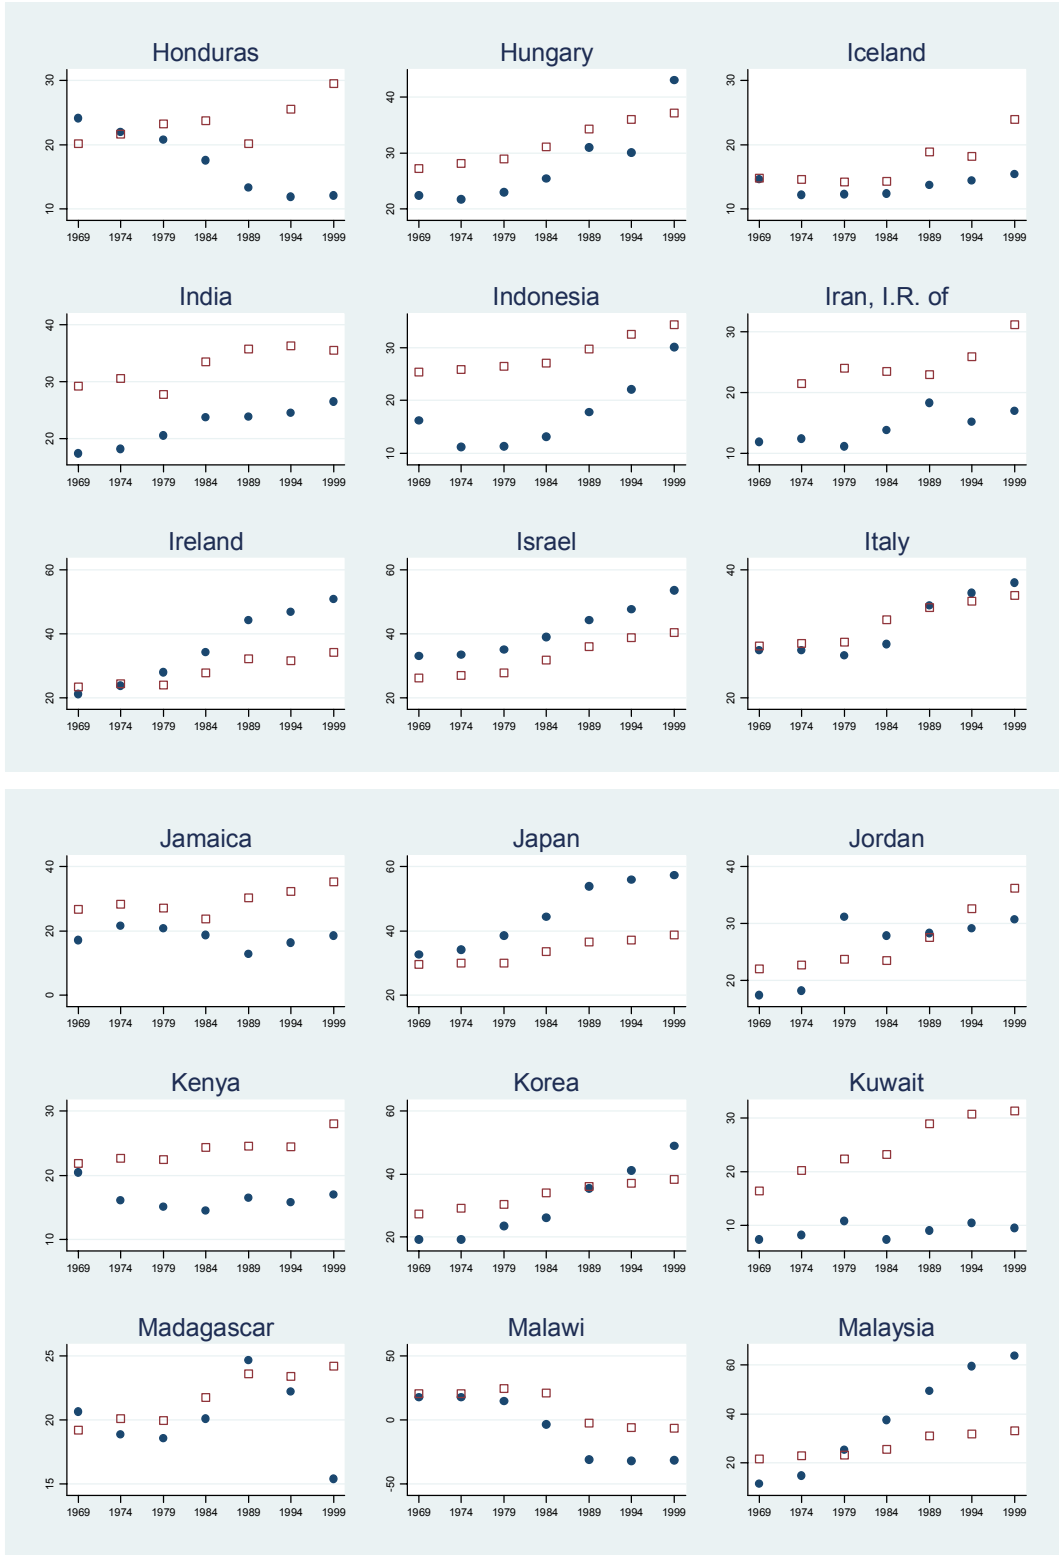 Honduras Hungary Iceland
30
20
10
1969 1974 1979 1984 1989 1994 1999
40
30
20
1969 1974 1979 1984 1989 1994 1999
30
20
10
1969 1974 1979 1984 1989 1994 1999
India Indonesia Iran, I.R. of
40
30
20
1969 1974 1979 1984 1989 1994 1999
30
20
10
1969 1974 1979 1984 1989 1994 1999
30
20
10
1969 1974 1979 1984 1989 1994 1999
Ireland Israel Italy
60
40
20
1969 1974 1979 1984 1989 1994 1999
60
40
20
1969 1974 1979 1984 1989 1994 1999
40
20
1969 1974 1979 1984 1989 1994 1999
Jamaica Japan Jordan
40
20
0
1969 1974 1979 1984 1989 1994 1999
60
40
20
1969 1974 1979 1984 1989 1994 1999
40
30
20
1969 1974 1979 1984 1989 1994 1999
Kenya Korea Kuwait
30
20
10
1969 1974 1979 1984 1989 1994 1999
60
40
20
1969 1974 1979 1984 1989 1994 1999
30
20
10
1969 1974 1979 1984 1989 1994 1999
Madagascar Malawi Malaysia
25
20
15
1969 1974 1979 1984 1989 1994 1999
50
0
-50
1969 1974 1979 1984 1989 1994 1999
60
40
20
1969 1974 1979 1984 1989 1994 1999